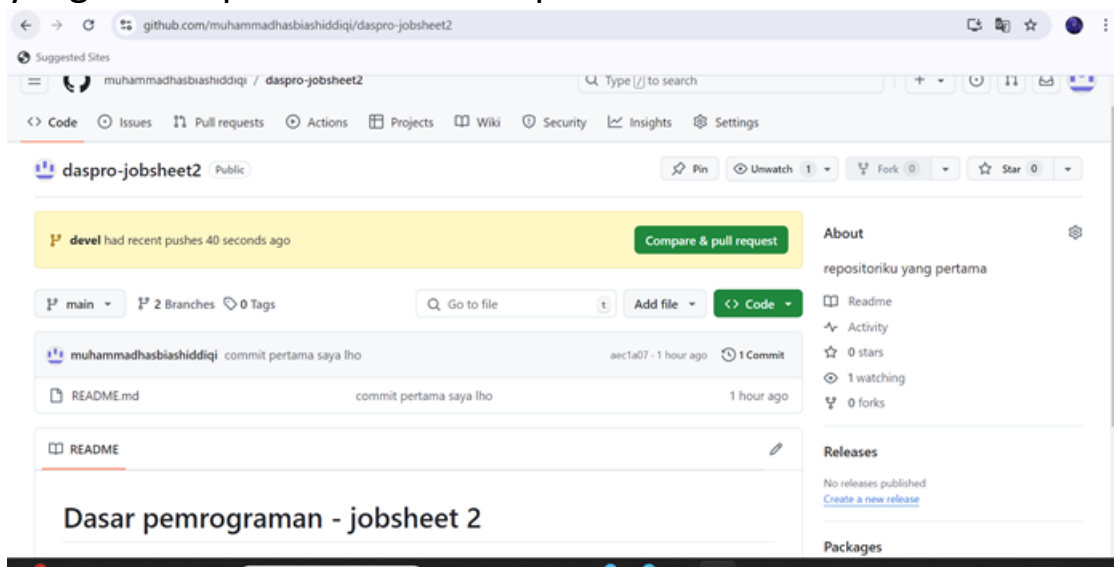 github.com/muhammadhasbiashiddiqi/daspro-jobsheet2
Suggested Sites
muhammadhasbiashiddiqi / daspro-jobsheet2 Type / to search
Code Issues Pull requests Actions Projects Wiki Security Insights Settings
daspro-jobsheet2 Public Pin Unwatch 1 Fork 0 Star 0
devel had recent pushes 40 seconds ago Compare & pull request
main 2 Branches 0 Tags Go to file t Add file Code
muhammadhasbiashiddiqi commit pertama saya lho aec1a07 · 1 hour ago 1 Commit
README.md commit pertama saya lho 1 hour ago
README
Dasar pemrograman - jobsheet 2
About
repositoriku yang pertama
Readme
Activity
0 stars
1 watching
0 forks
Releases
No releases published
Create a new release
Packages